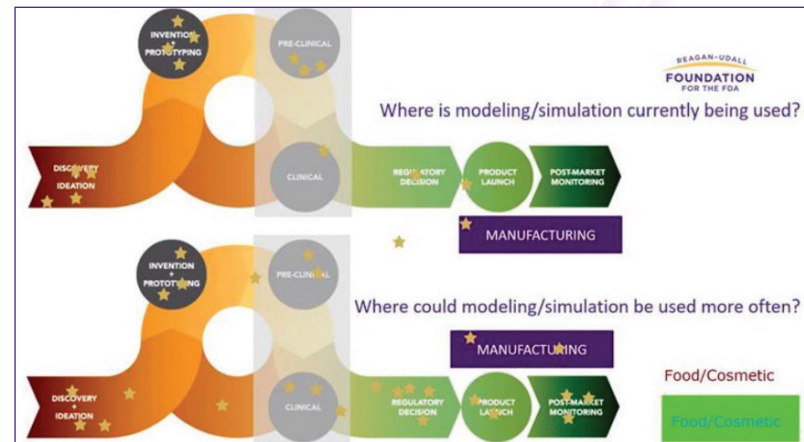 INVENTION
+
PROTOTYPING
PRE-CLINICAL
REAGAN-UDALL
FOUNDATION
FOR THE FDA
Where is modeling/simulation currently being used?
DISCOVERY
+
IDEATION
CLINICAL
REGULATORY
DECISION
PRODUCT
LAUNCH
POST-MARKET
MONITORING
MANUFACTURING
INVENTION
+
PROTOTYPING
PRE-CLINICAL
Where could modeling/simulation be used more often?
MANUFACTURING
DISCOVERY
+
IDEATION
CLINICAL
REGULATORY
DECISION
PRODUCT
LAUNCH
POST-MARKET
MONITORING
Food/Cosmetic
Food/Cosmetic